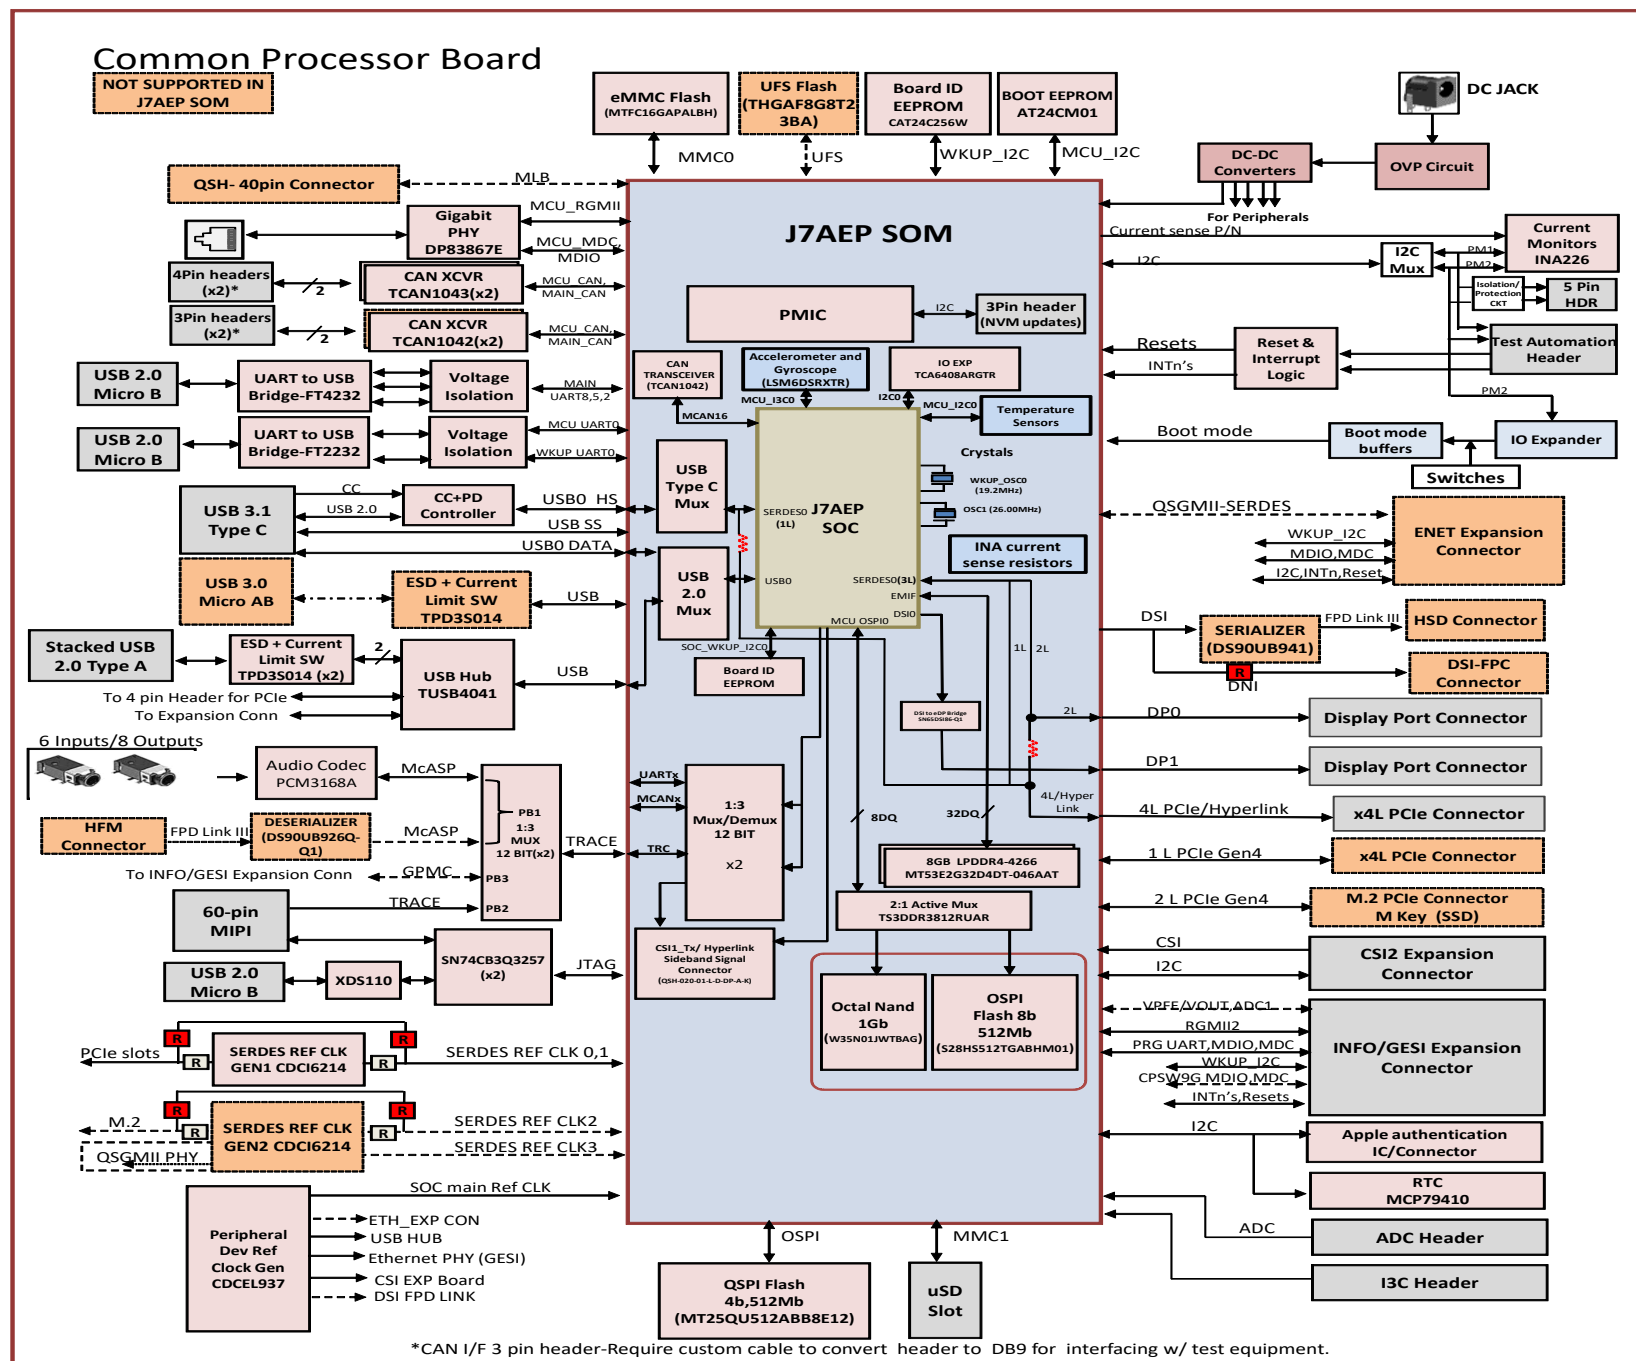 Common Processor Board
NOT SUPPORTED IN
J7AEP SOM
eMMC Flash
(MTFC16GAPALBH)
UFS Flash
(THGAF8G8T2
3BA)
Board ID
EEPROM
CAT24C256W
BOOT EEPROM
AT24CM01
DC JACK
MMC0
UFS
WKUP_I2C
MCU_I2C
DC-DC
Converters
OVP Circuit
For Peripherals
QSH- 40pin Connector
MLB
MCU_RGMII
Gigabit
PHY
DP83867E
MCU_MDC,
MDIO
4Pin headers
(x2)*
2
CAN XCVR
TCAN1043(x2)
MCU_CAN,
MAIN_CAN
3Pin headers
(x2)*
2
CAN XCVR
TCAN1042(x2)
MCU_CAN,
MAIN_CAN
USB 2.0
Micro B
UART to USB
Bridge-FT4232
Voltage
Isolation
MAIN
UART8,5,2
USB 2.0
Micro B
UART to USB
Bridge-FT2232
Voltage
Isolation
MCU UART0
WKUP UART0
USB 3.1
Type C
CC
USB 2.0
CC+PD
Controller
USB0 HS
USB SS
USB0 DATA
USB 3.0
Micro AB
ESD + Current
Limit SW
TPD3S014
USB
Stacked USB
2.0 Type A
ESD + Current
Limit SW
TPD3S014 (x2)
2
USB Hub
TUSB4041
USB
To 4 pin Header for PCIe
To Expansion Conn
6 Inputs/8 Outputs
Audio Codec
PCM3168A
McASP
HFM
Connector
FPD Link III
DESERIALIZER
(DS90UB926Q-
Q1)
McASP
PB1
1:3
MUX
12 BIT(x2)
PB3
PB2
TRACE
To INFO/GESI Expansion Conn
GPMC
60-pin
MIPI
TRACE
USB 2.0
Micro B
XDS110
SN74CB3Q3257
(x2)
JTAG
R
R
PCIe slots
R
SERDES REF CLK
GEN1 CDCI6214
R
SERDES REF CLK 0,1
R
R
M.2
R
SERDES REF CLK
GEN2 CDCI6214
R
SERDES REF CLK2
SERDES REF CLK3
QSGMII PHY
Peripheral
Dev Ref
Clock Gen
CDCEL937
SOC main Ref CLK
ETH_EXP CON
USB HUB
Ethernet PHY (GESI)
CSI EXP Board
DSI FPD LINK
J7AEP SOM
PMIC
I2C
3Pin header
(NVM updates)
CAN
TRANSCEIVER
(TCAN1042)
Accelerometer and
Gyroscope
(LSM6DSRXTR)
IO EXP
TCA6408ARGTR
MCU_I3C0
I2C0
MCU_I2C0
Temperature
Sensors
MCAN16
Crystals
WKUP_OSC0
(19.2MHz)
OSC1 (26.00MHz)
USB
Type C
Mux
SERDES0
(1L)
J7AEP
SOC
INA current
sense resistors
USB
2.0
Mux
USB0
SERDES0(3L)
EMIF
DSI0
MCU OSPI0
SOC_WKUP_I2C0
Board ID
EEPROM
1L
2L
DSI to eDP Bridge
SN65DSI86-Q1
2L
UARTx
MCANx
TRC
1:3
Mux/Demux
12 BIT
x2
8DQ
32DQ
4L/Hyper
Link
8GB LPDDR4-4266
MT53E2G32D4DT-046AAT
2:1 Active Mux
TS3DDR3812RUAR
CSI1_Tx/ Hyperlink
Sideband Signal
Connector
(QSH-020-01-L-D-DP-A-K)
Octal Nand
1Gb
(W35N01JWTBAG)
OSPI
Flash 8b
512Mb
(S28HS512TGABHM01)
Current sense P/N
I2C
I2C
Mux
PM1
PM2
Current
Monitors
INA226
Isolation/
Protection
CKT
5 Pin
HDR
Resets
INTn's
Reset &
Interrupt
Logic
Test Automation
Header
PM2
Boot mode
Boot mode
buffers
IO Expander
Switches
QSGMII-SERDES
WKUP_I2C
MDIO,MDC
I2C,INTn,Reset
ENET Expansion
Connector
DSI
SERIALIZER
(DS90UB941)
FPD Link III
HSD Connector
R
DNI
DSI-FPC
Connector
DP0
Display Port Connector
DP1
Display Port Connector
4L PCIe/Hyperlink
x4L PCIe Connector
1 L PCIe Gen4
x4L PCIe Connector
2 L PCIe Gen4
M.2 PCIe Connector
M Key (SSD)
CSI
I2C
CSI2 Expansion
Connector
VPFE/VOUT,ADC1
RGMII2
PRG UART,MDIO,MDC
WKUP_I2C
CPSW9G MDIO,MDC
INTn's,Resets
INFO/GESI Expansion
Connector
I2C
Apple authentication
IC/Connector
RTC
MCP79410
ADC
ADC Header
I3C Header
OSPI
MMC1
QSPI Flash
4b,512Mb
(MT25QU512ABB8E12)
uSD
Slot
*CAN I/F 3 pin header-Require custom cable to convert header to DB9 for interfacing w/ test equipment.